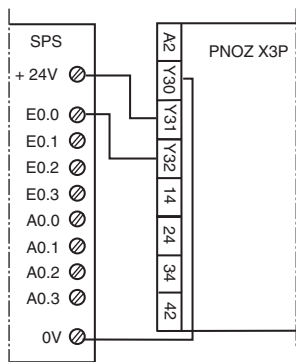 SPS
+ 24V
E0.0
E0.1
E0.2
E0.3
A0.0
A0.1
A0.2
A0.3
0V
A2
Y30
Y31
Y32
14
24
34
42
PNOZ X3P